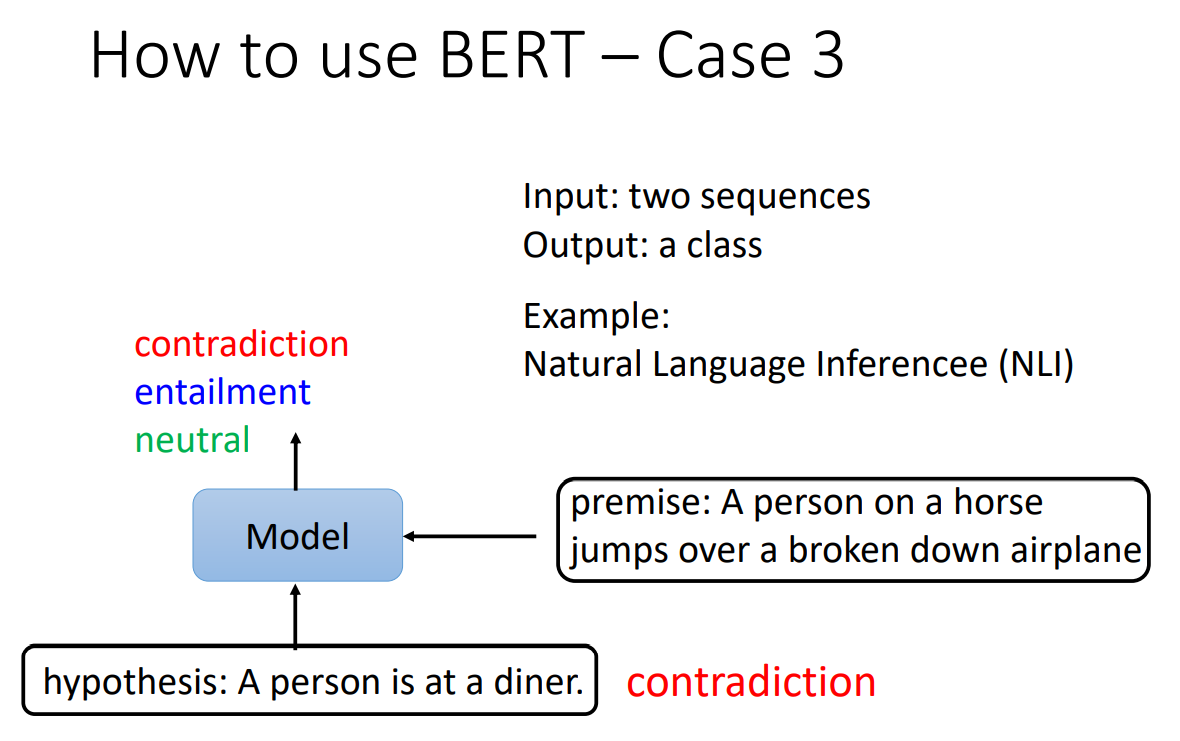 How to use BERT – Case 3
Input: two sequences
Output: a class
Example:
Natural Language Inferencee (NLI)
contradiction
entailment
neutral
Model
premise: A person on a horse
jumps over a broken down airplane
hypothesis: A person is at a diner.
contradiction